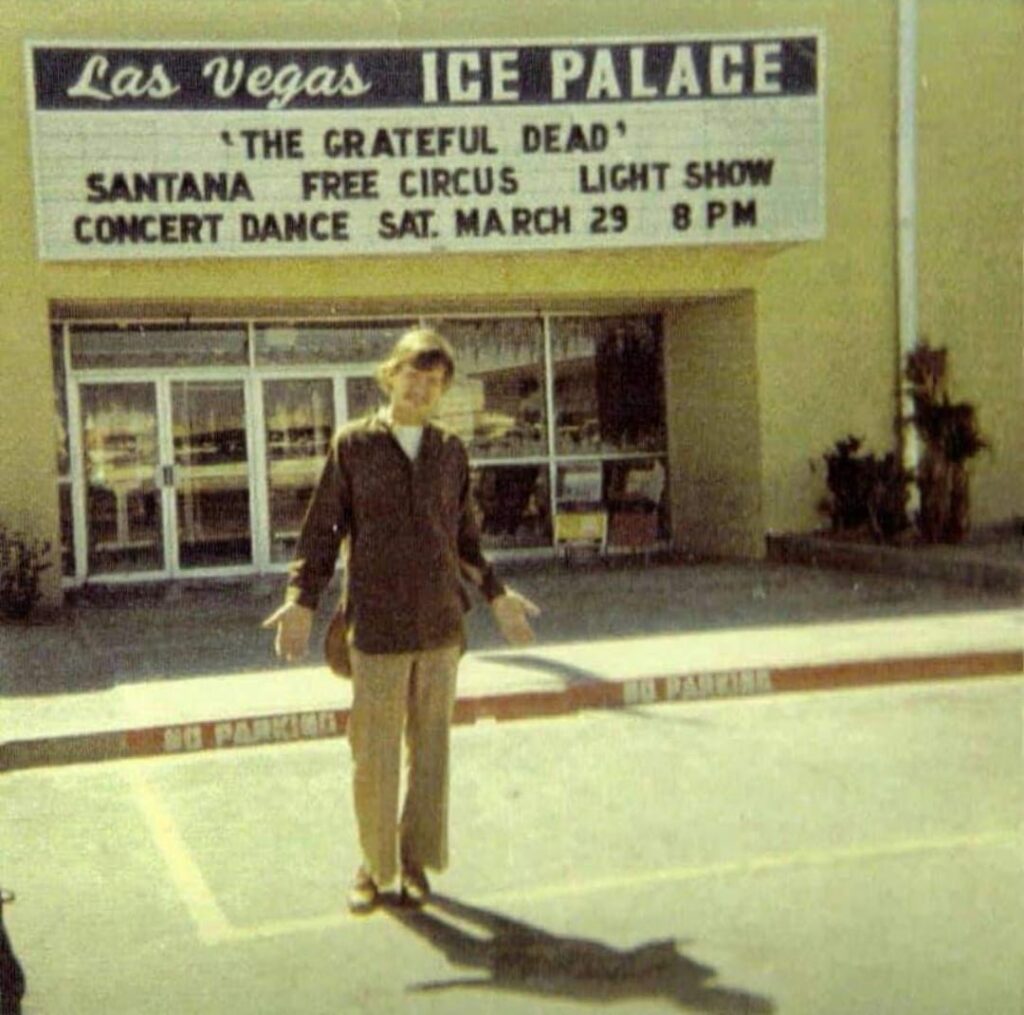 Las Vegas ICE PALACE
'THE GRATEFUL DEAD'
SANTANA FREE CIRCUS LIGHT SHOW
CONCERT DANCE SAT. MARCH 29 8 PM
NO PARKING
NO PARKING